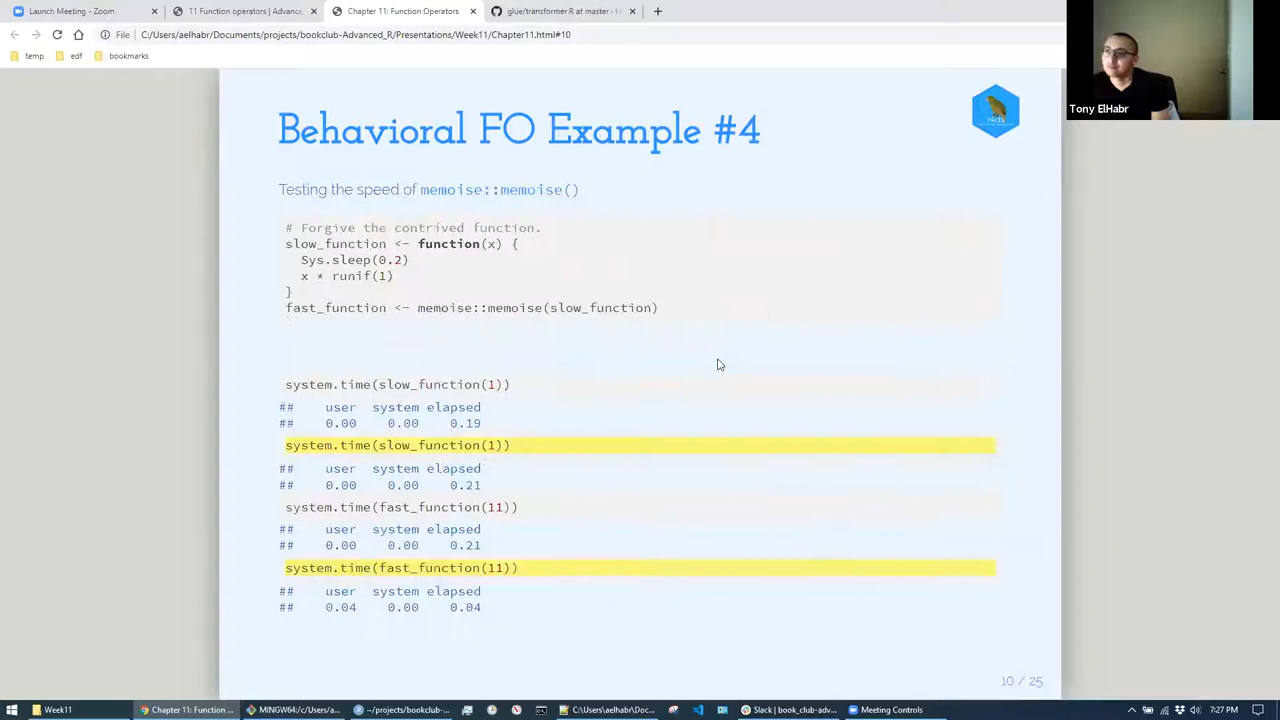 Launch Meeting - Zoom
11 Function operators | Advance
Chapter 11: Function Operators
glue/transformer.R at master · ti
File
C:/Users/aelhabr/Documents/projects/bookclub-Advanced_R/Presentations/Week11/Chapter11.html#10
temp
edf
bookmarks
Tony ElHabr
Behavioral FO Example #4
r4ds
Testing the speed of memoise::memoise()
# Forgive the contrived function.
slow_function <- function(x) {
Sys.sleep(0.2)
x * runif(1)
}
fast_function <- memoise::memoise(slow_function)
system.time(slow_function(1))
## user system elapsed
## 0.00 0.00 0.19
system.time(slow_function(1))
## user system elapsed
## 0.00 0.00 0.21
system.time(fast_function(11))
## user system elapsed
## 0.00 0.00 0.21
system.time(fast_function(11))
## user system elapsed
## 0.04 0.00 0.04
10 / 25
Week11
Chapter 11: Function ...
MINGW64:/c/Users/a...
~/projects/bookclub-...
C:\Users\aelhabr\Doc...
Slack | book_club-adv...
Meeting Controls
7:27 PM